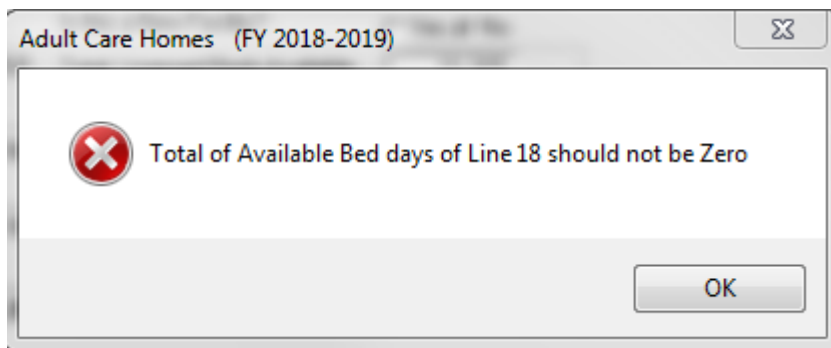 Adult Care Homes (FY 2018-2019)
Total of Available Bed days of Line 18 should not be Zero
OK